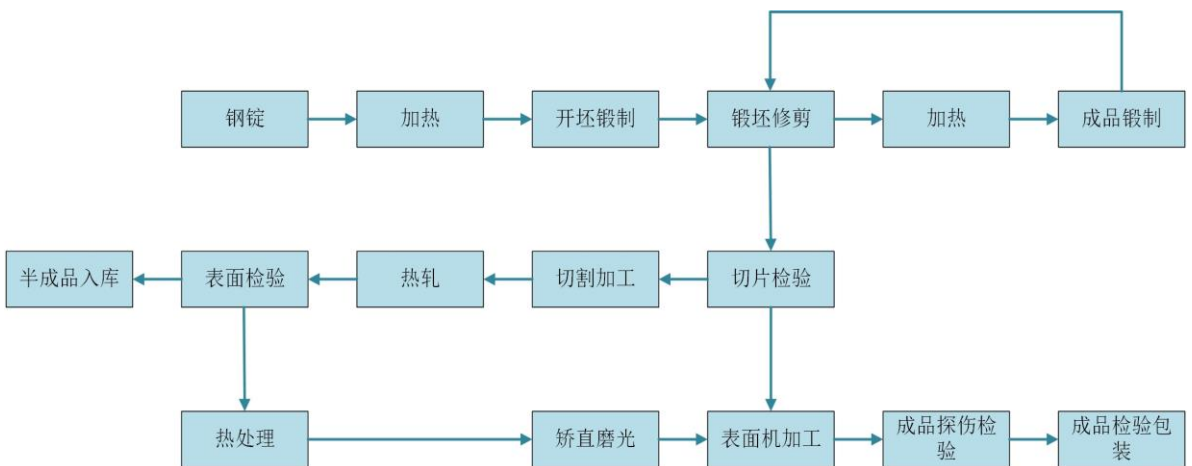 钢锭
加热
开坯锻制
锻坯修剪
加热
成品锻制
半成品入库
表面检验
热轧
切割加工
切片检验
热处理
矫直磨光
表面机加工
成品探伤检
验
成品检验包
装